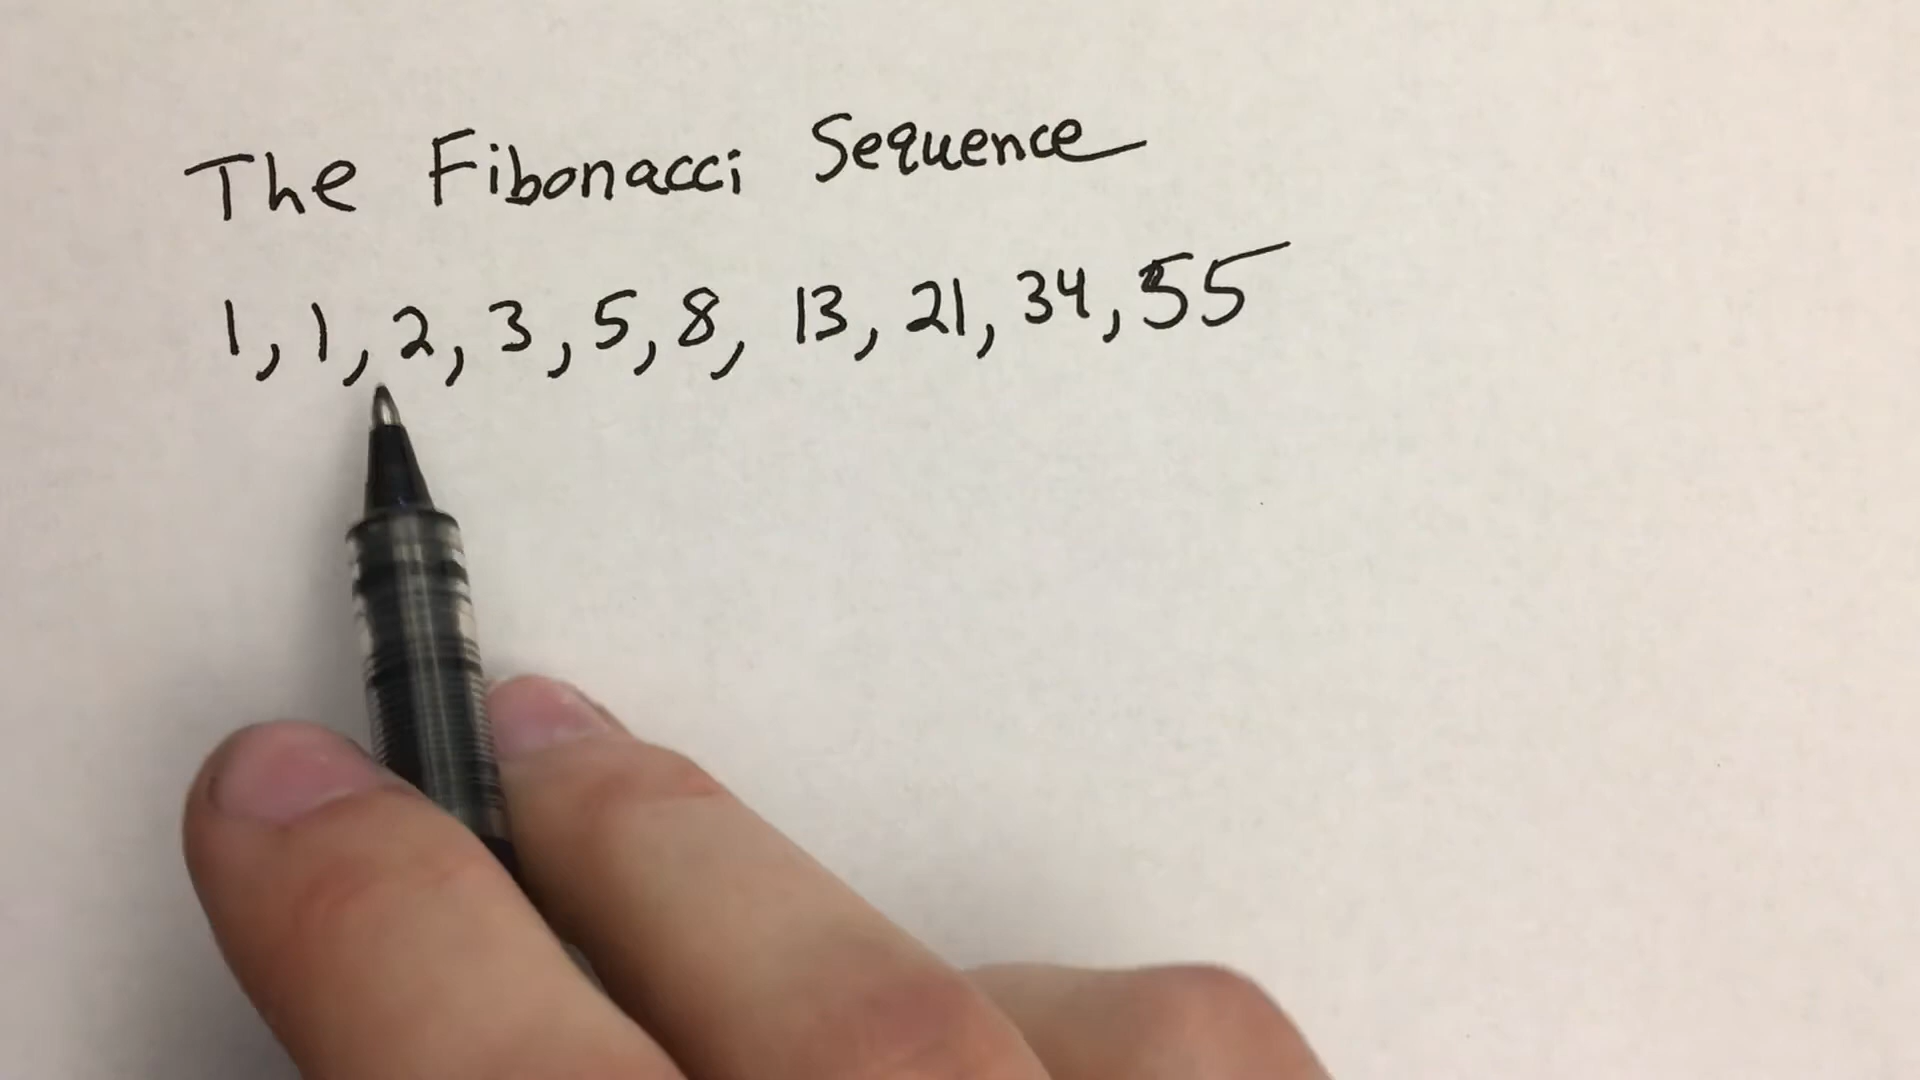 The Fibonacci Sequence
1, 1, 2, 3, 5, 8, 13, 21, 34, 55